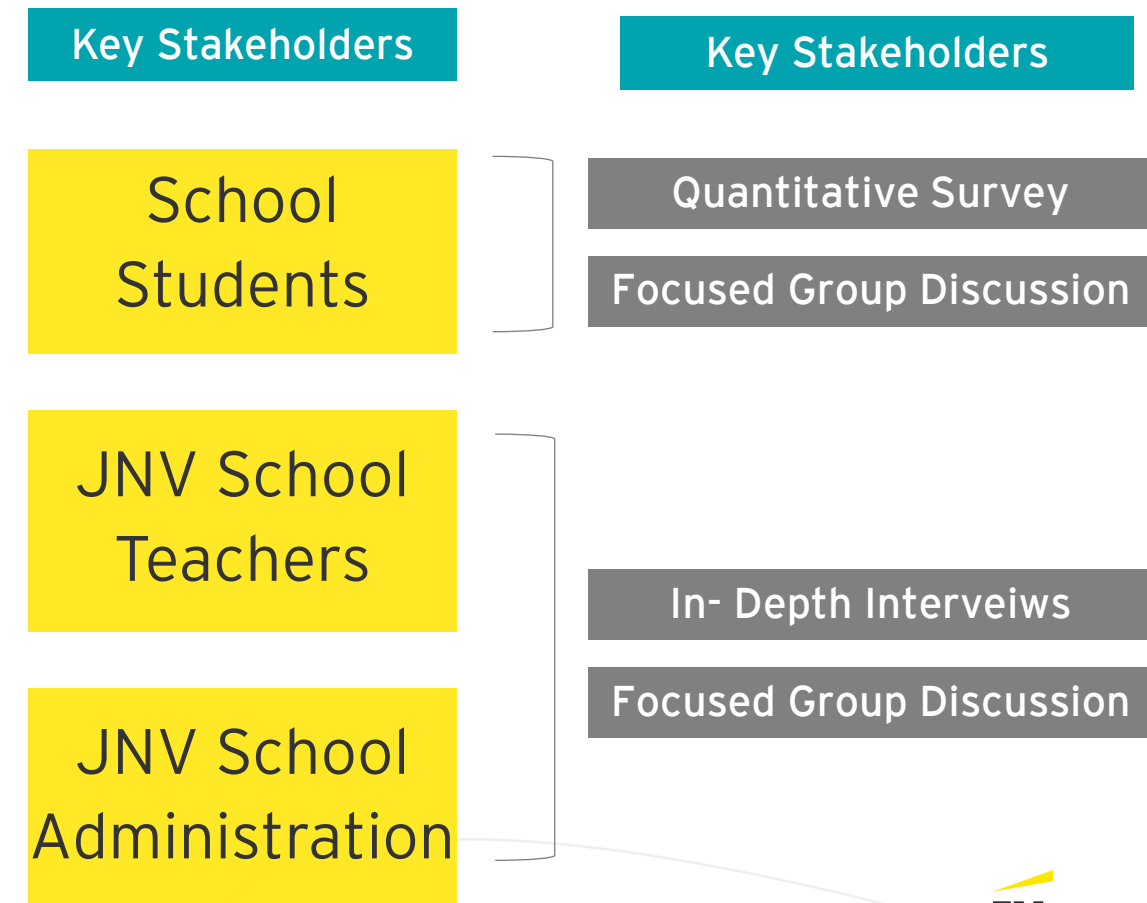 Key Stakeholders
Key Stakeholders
School
Students
Quantitative Survey
Focused Group Discussion
JNV School
Teachers
JNV School
Administration
In- Depth Interveiws
Focused Group Discussion